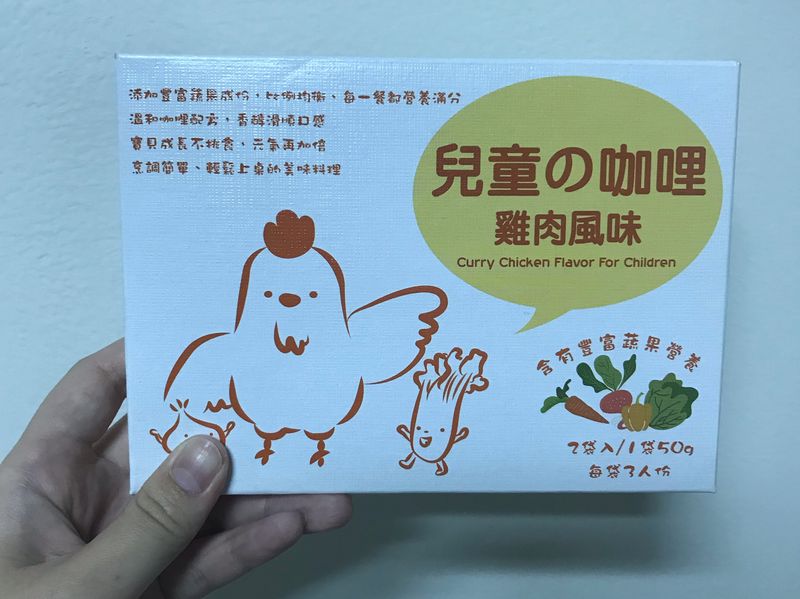 添加豐富蔬果成份，比例均衡、每一餐都營養滿分
溫和咖哩配方，香醇滑順口感
寶貝成長不挑食，元氣再加倍
烹調簡單、輕鬆上桌的美味料理
兒童の咖哩
雞肉風味
Curry Chicken Flavor For Children
含有豐富蔬果營養
2袋入/1袋50g
每袋3人份